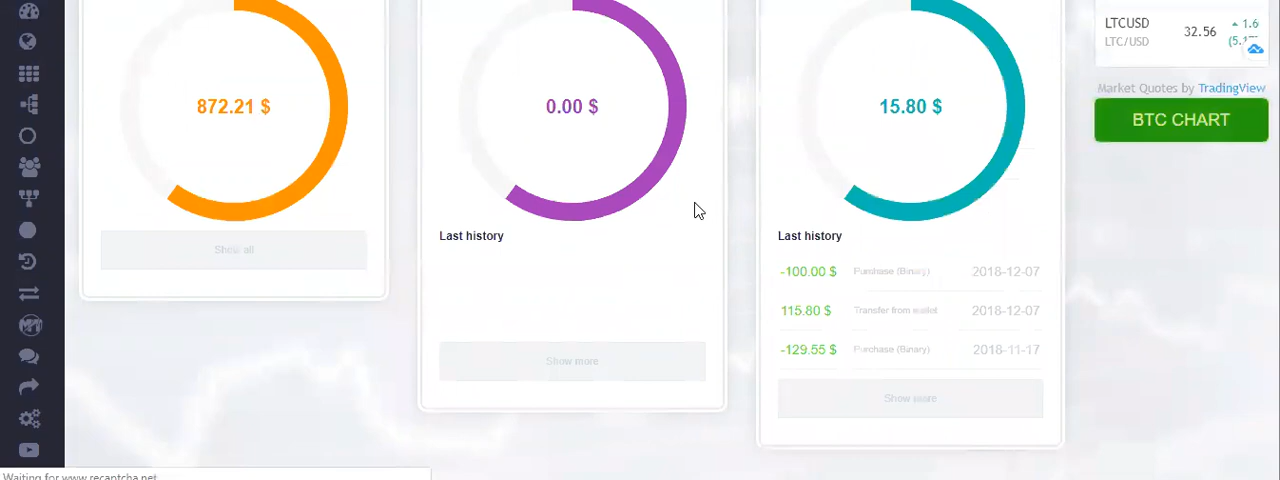 872.21 $
Show all
0.00 $
Last history
Show more
15.80 $
Last history
-100.00 $ Purchase (Binary) 2018-12-07
115.80 $ Transfer from wallet 2018-12-07
-129.55 $ Purchase (Binary) 2018-11-17
Show more
LTCUSD 32.56 1.6
LTC/USD
Market Quotes by TradingView
BTC CHART
Waiting for www.recaptcha.net